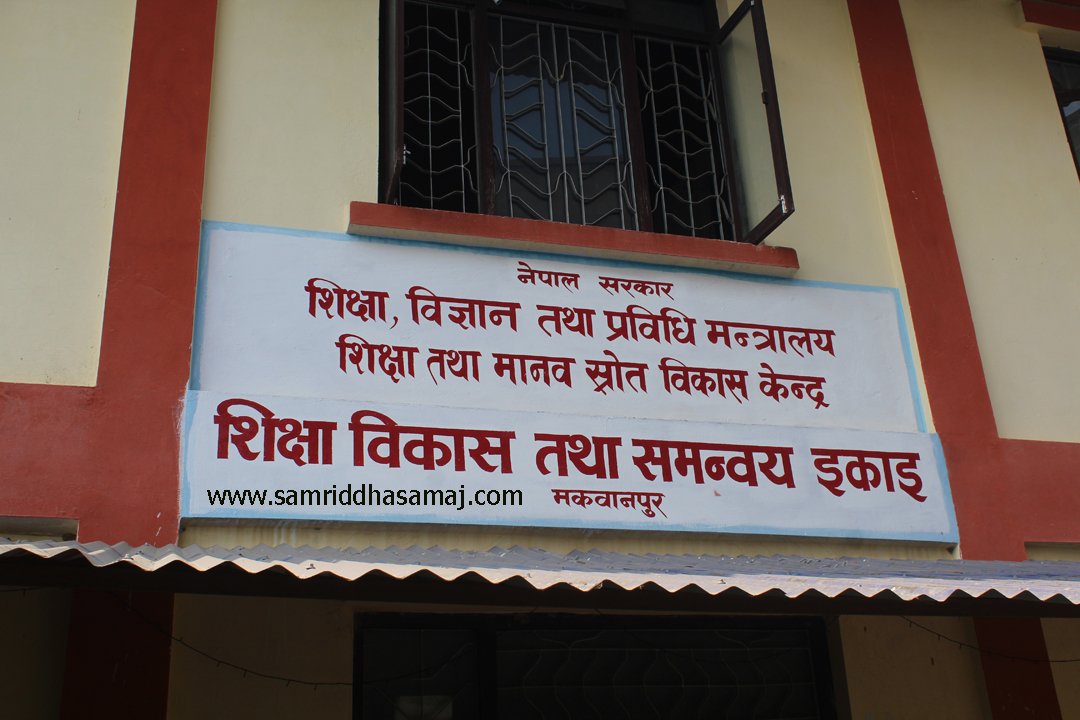 नेपाल सरकार
शिक्षा, विज्ञान तथा प्रविधि मन्त्रालय
शिक्षा तथा मानव स्रोत विकास केन्द्र
शिक्षा विकास तथा समन्वय इकाइ
www.samriddhasamaj.com
मकवानपुर